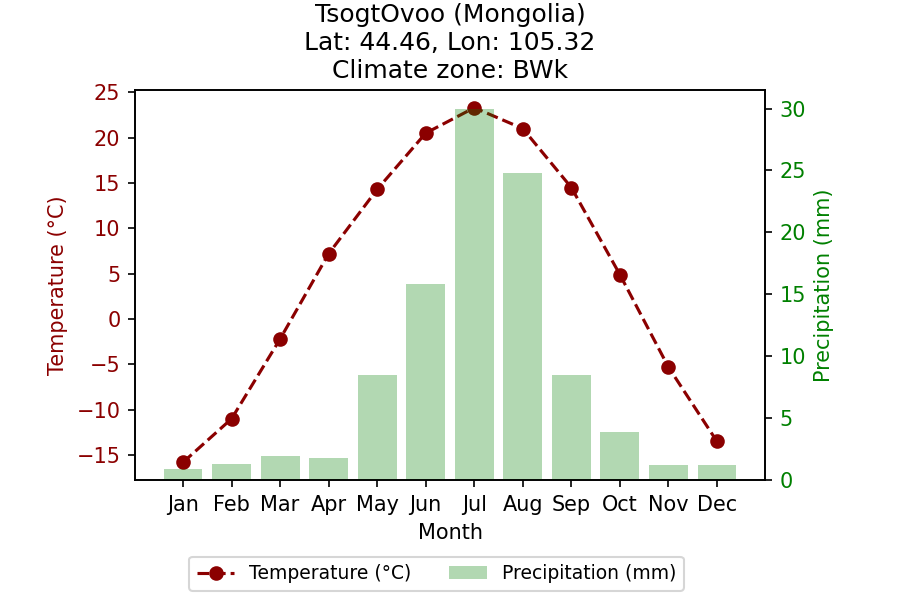 TsogtOvoo (Mongolia)
Lat: 44.46, Lon: 105.32
Climate zone: BWk
25
20
15
10
5
0
−5
−10
−15
Temperature (°C)
30
25
20
15
10
5
0
Precipitation (mm)
Jan Feb Mar Apr May Jun Jul Aug Sep Oct Nov Dec
Month
Temperature (°C) Precipitation (mm)